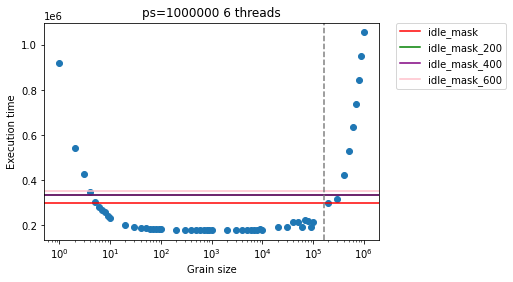 ps=1000000 6 threads
1e6
1.0
0.8
0.6
0.4
0.2
Execution time
10^0
10^1
10^2
10^3
10^4
10^5
10^6
Grain size
idle_mask
idle_mask_200
idle_mask_400
idle_mask_600